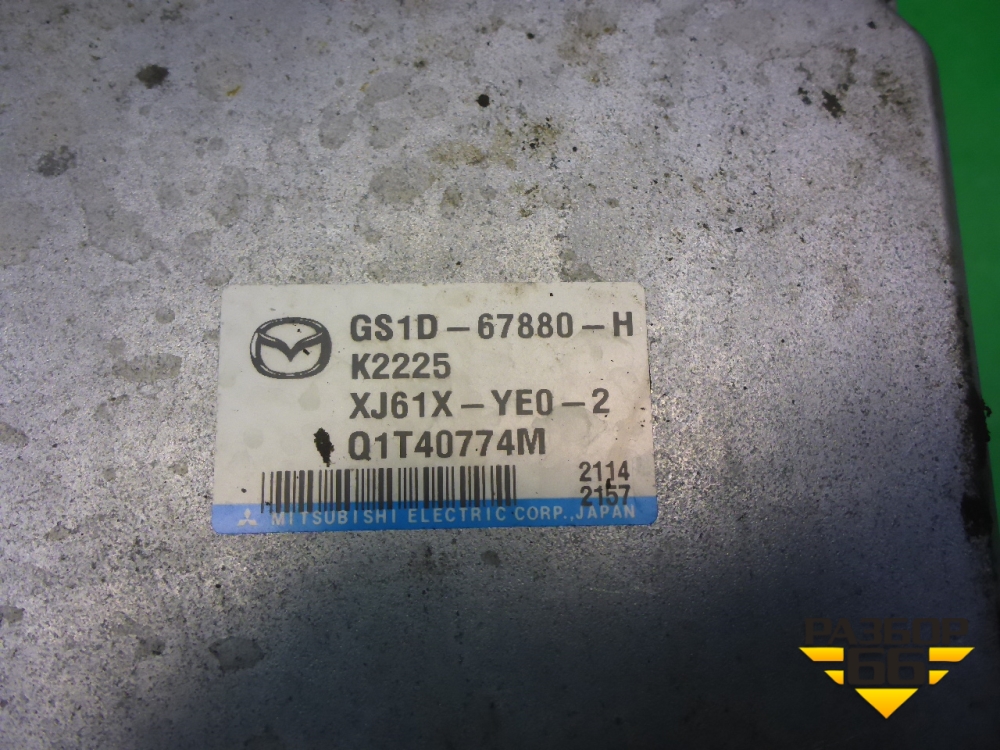 GS1D-67880-H
K2225
XJ61X-YE0-2
Q1T40774M
2114
2157
MITSUBISHI ELECTRIC CORP., JAPAN
РАЗБОР
66